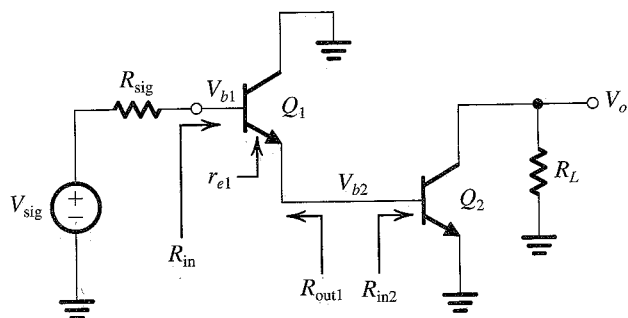 R_sig
V_b1
Q_1
V_o
r_e1
V_b2
Q_2
R_L
V_sig
+
−
R_in
R_out1
R_in2